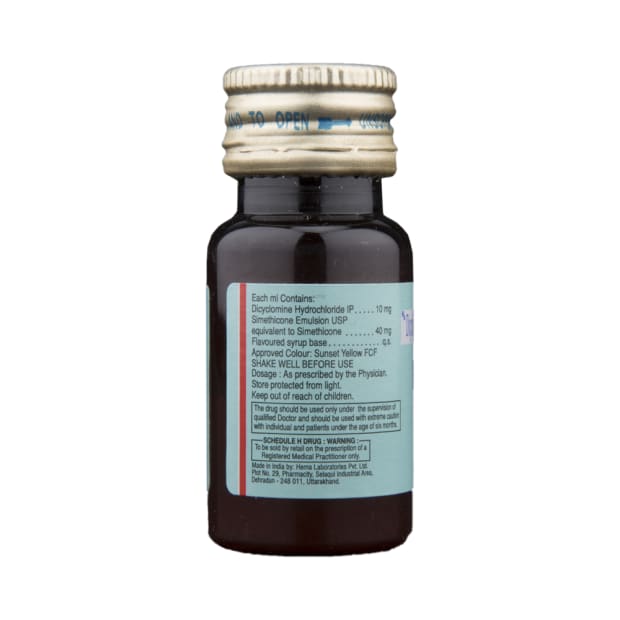 AND TO OPEN
Each ml Contains:
Dicyclomine Hydrochloride IP..... 10 mg
Simethicone Emulsion USP
equivalent to Simethicone ....... 40 mg
Flavoured syrup base............ q.s.
Approved Colour: Sunset Yellow FCF
SHAKE WELL BEFORE USE
Dosage : As prescribed by the Physician.
Store protected from light.
Keep out of reach of children.
The drug should be used only under the supervision of
qualified Doctor and should be used with extreme caution
with individual and patients under the age of six months.
SCHEDULE H DRUG : WARNING
To be sold by retail on the prescription of a
Registered Medical Practitioner only.
Made in India by: Hema Laboratories Pvt. Ltd.
Plot No. 29, Pharmacity, Selaqui Industrial Area,
Dehradun - 248 011, Uttarakhand.